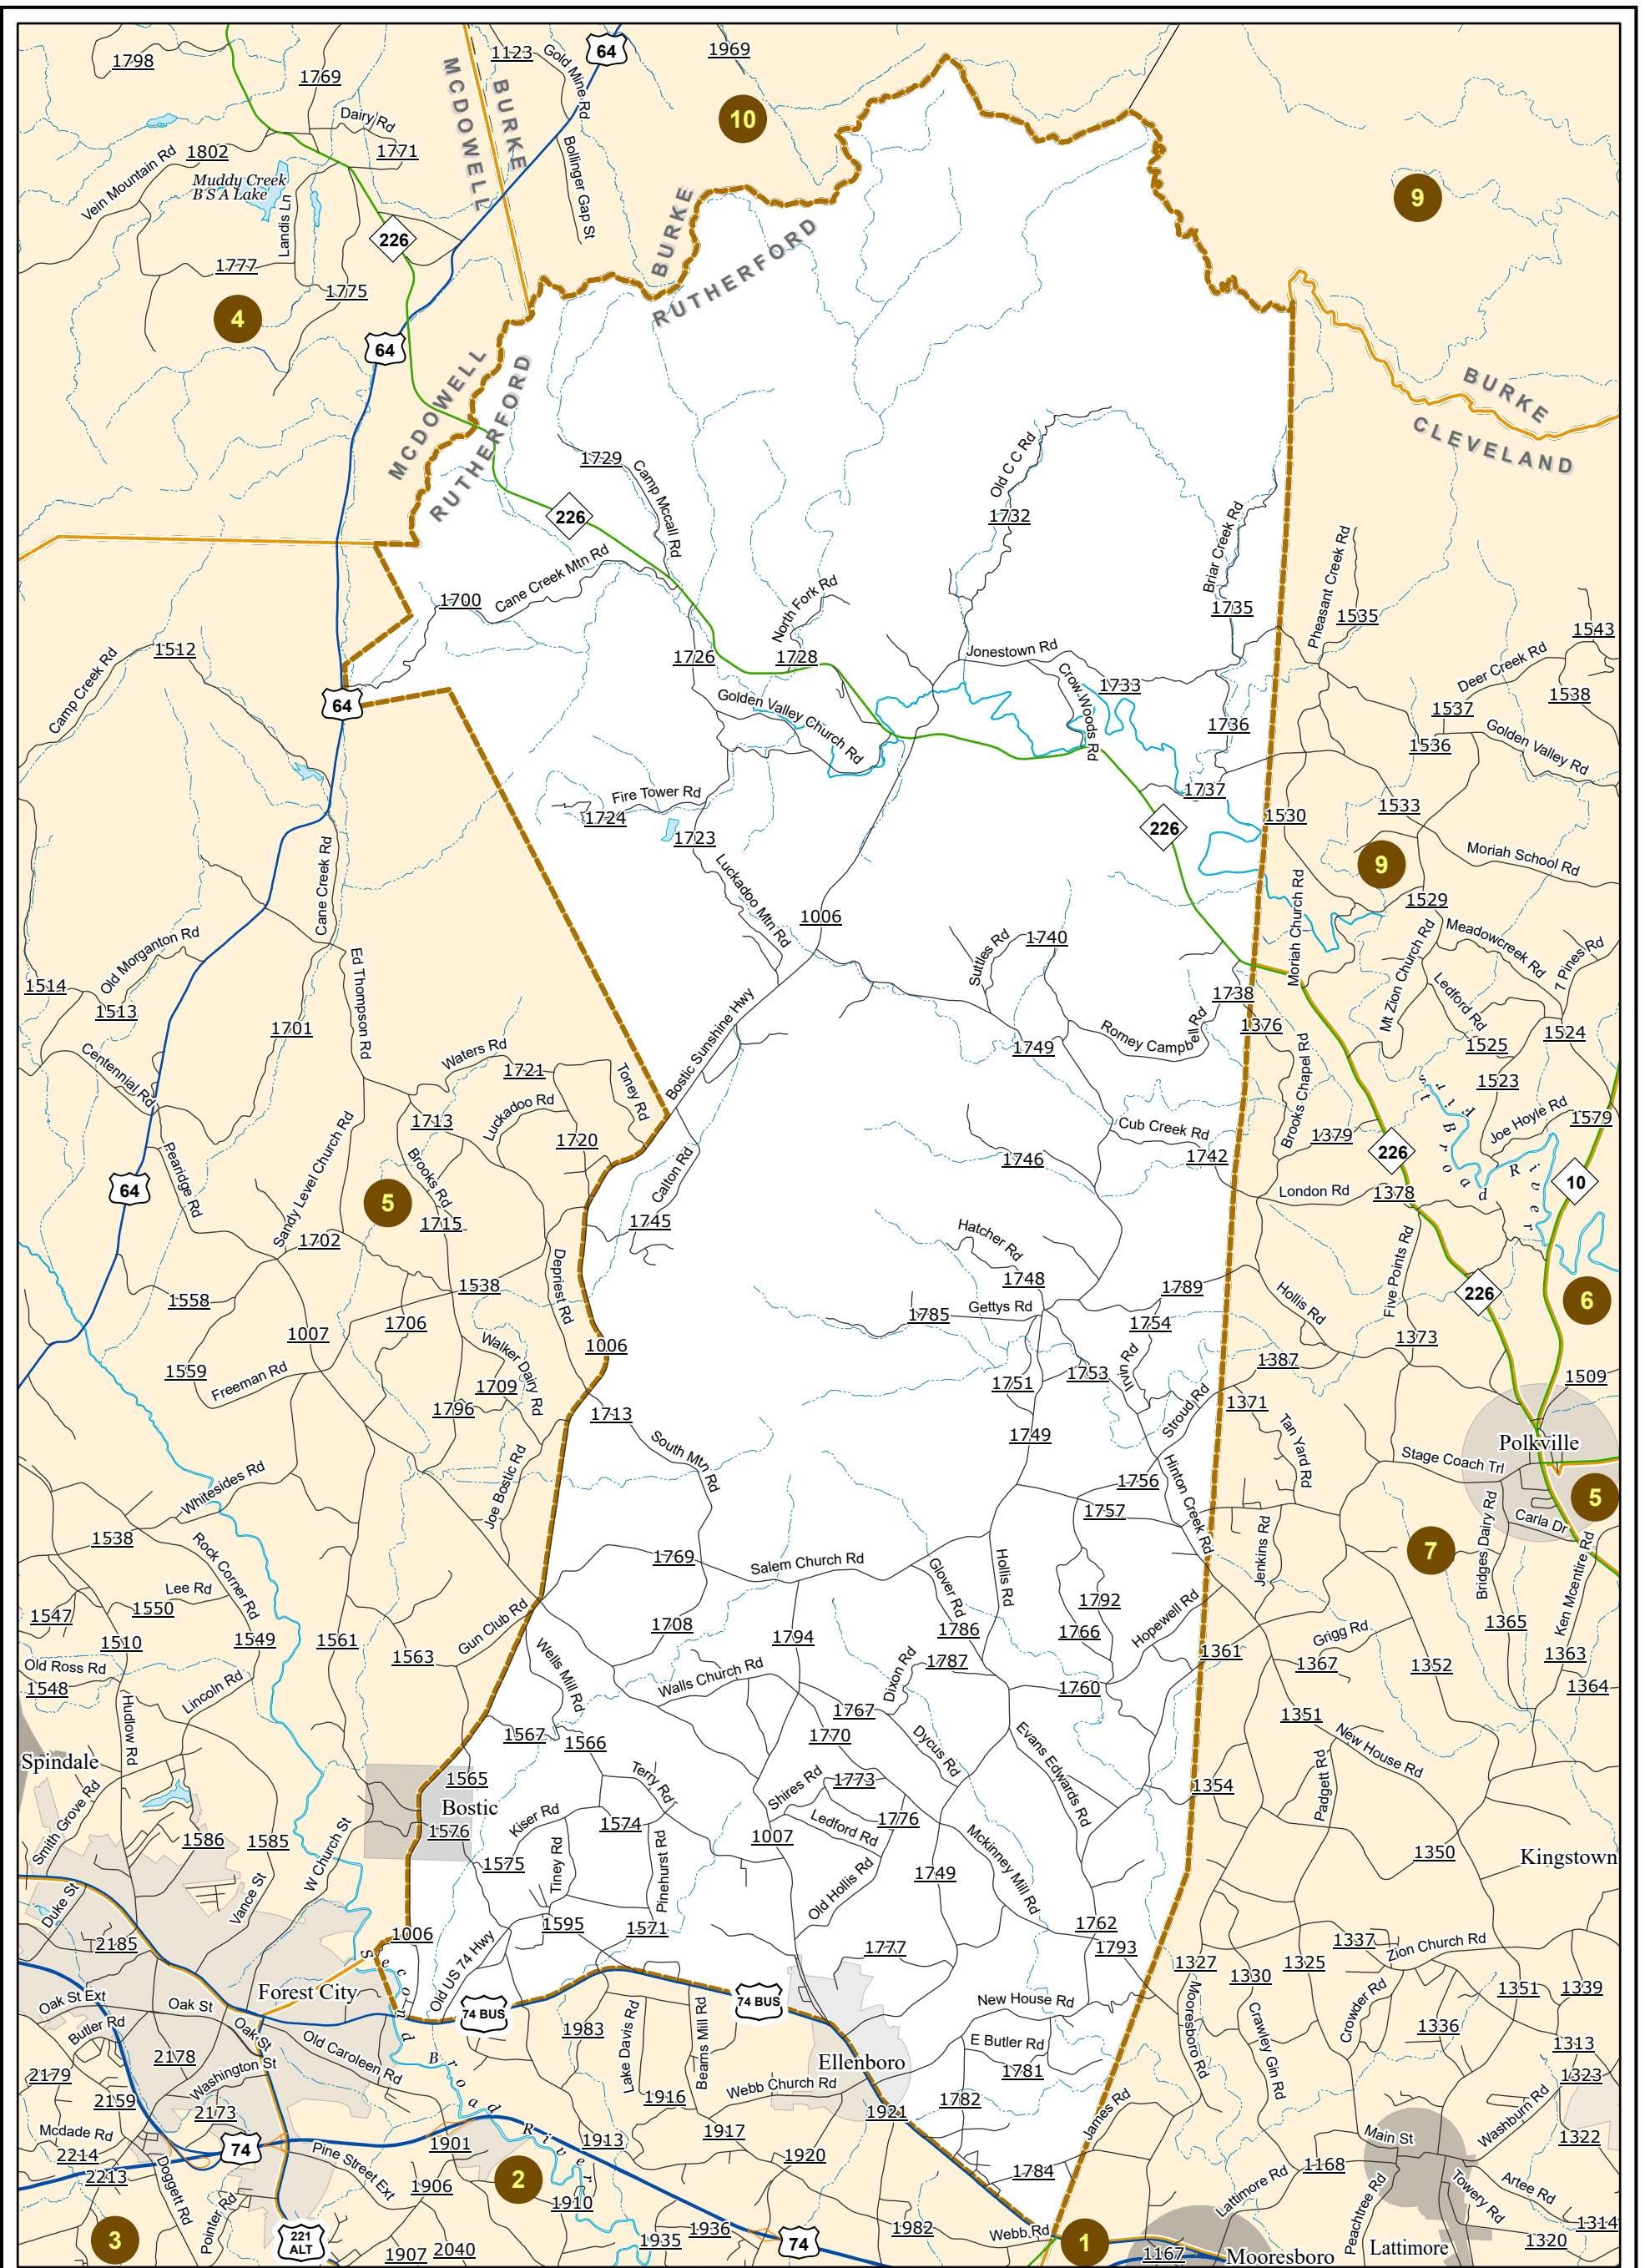 1798
1769
1123
Gold Mine Rd
64
1969
MCDOWELL
BURKE
10
Dairy Rd
1771
1802
Vein Mountain Rd
Muddy Creek
B S A Lake
Landis Ln
Bollinger Gap St
226
1777
1775
BURKE
RUTHERFORD
9
4
64
MCDOWELL
RUTHERFORD
BURKE
CLEVELAND
1729
Camp Mccall Rd
226
Old C C Rd
1732
Briar Creek Rd
1735
Pheasant Creek Rd
1535
1543
Cane Creek Mtn Rd
1700
North Fork Rd
1728
1726
Jonestown Rd
Crow Woods Rd
1733
1736
1737
Deer Creek Rd
1538
1537
1536
Golden Valley Rd
1512
Camp Creek Rd
64
Golden Valley Church Rd
Fire Tower Rd
1724
1723
Luckadoo Mtn Rd
226
1530
1533
9
Moriah School Rd
1529
Cane Creek Rd
1006
Suttles Rd
1740
Moriah Church Rd
Mt Zion Church Rd
Meadowcreek Rd
7 Pines Rd
Old Morganton Rd
1514
1513
1701
Ed Thompson Rd
1738
1376
Ledford Rd
1525
1524
1523
Centennial Rd
Waters Rd
1721
Toney Rd
Bostic Sunshine Hwy
1749
Romey Campbell Rd
Brooks Chapel Rd
First Broad River
Joe Hoyle Rd
1579
1713
Luckadoo Rd
1720
Cub Creek Rd
1742
1379
226
10
64
Pearidge Rd
Sandy Level Church Rd
5
Brooks Rd
1715
1702
Calton Rd
1745
1746
London Rd
1378
Hatcher Rd
1748
1789
Five Points Rd
226
6
1558
1538
Depriest Rd
1785
Gettys Rd
1754
Hollis Rd
1373
1007
1706
1006
1559
Freeman Rd
Walker Dairy Rd
1709
1796
1751
1753
Irvin Rd
1387
1509
1713
South Mtn Rd
1749
Stroud Rd
1371
Tan Yard Rd
Polkville
Stage Coach Trl
Whitesides Rd
Joe Bostic Rd
1756
1757
Hinton Creek Rd
5
Carla Dr
Bridges Dairy Rd
7
1538
Rock Corner Rd
1769
Salem Church Rd
Glover Rd
Hollis Rd
Jenkins Rd
Ken Mcentire Rd
Lee Rd
1547
1550
Gun Club Rd
1792
1766
Hopewell Rd
1510
1549
1561
1563
1708
1794
1786
1787
1361
Grigg Rd
1367
1352
1365
1363
1364
Old Ross Rd
1548
Lincoln Rd
Wells Mill Rd
Walls Church Rd
Dixon Rd
1760
Hudlow Rd
1567
1566
1767
1770
Dycus Rd
Evans Edwards Rd
1351
New House Rd
Spindale
Smith Grove Rd
1565
Bostic
1576
Terry Rd
Shires Rd
1773
1776
1354
Padgett Rd
Kiser Rd
1574
Ledford Rd
1586
1585
W Church St
1575
Tiney Rd
Pinehurst Rd
1007
Old Hollis Rd
1749
Mckinney Mill Rd
1350
Kingstown
Duke St
Vance St
2185
1006
Old US 74 Hwy
1595
1571
1777
1762
1793
1337
Zion Church Rd
Forest City
Oak St Ext
Oak St
Butler Rd
Oak St
Old Caroleen Rd
Second Broad River
74 BUS
74 BUS
New House Rd
1327
Mooresboro Rd
1330
1325
Crowder Rd
1351
1339
1336
2178
Washington St
2179
2159
2173
1983
Lake Davis Rd
Beams Mill Rd
Ellenboro
E Butler Rd
1781
Crawley Gin Rd
1313
1323
Webb Church Rd
1916
1782
James Rd
Mcdade Rd
2214
2213
74
1901
Pine Street Ext
1913
1917
1921
Main St
Washburn Rd
1322
Doggett Rd
1906
2
1910
1920
1784
1168
Lattimore Rd
Peachtree Rd
Towery Rd
Artee Rd
3
Pointer Rd
221
ALT
1907
2040
1935
1936
74
1982
Webb Rd
1
1167
Mooresboro
Lattimore
1320
1314